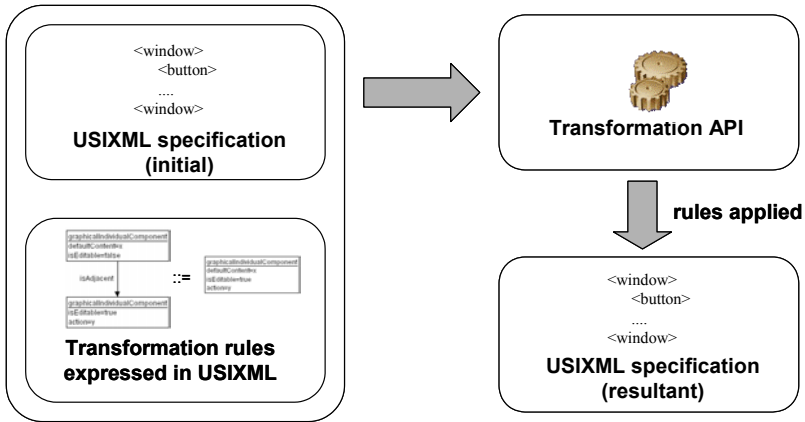 <window>
<button>
....
<window>
USIXML specification
(initial)
graphicalIndividualComponent
defaultContent=x
isEditable=false
isAdjacent
graphicalIndividualComponent
isEditable=true
action=y
::=
graphicalIndividualComponent
defaultContent=x
isEditable=true
action=y
Transformation rules
expressed in USIXML
Transformation API
rules applied
<window>
<button>
....
<window>
USIXML specification
(resultant)